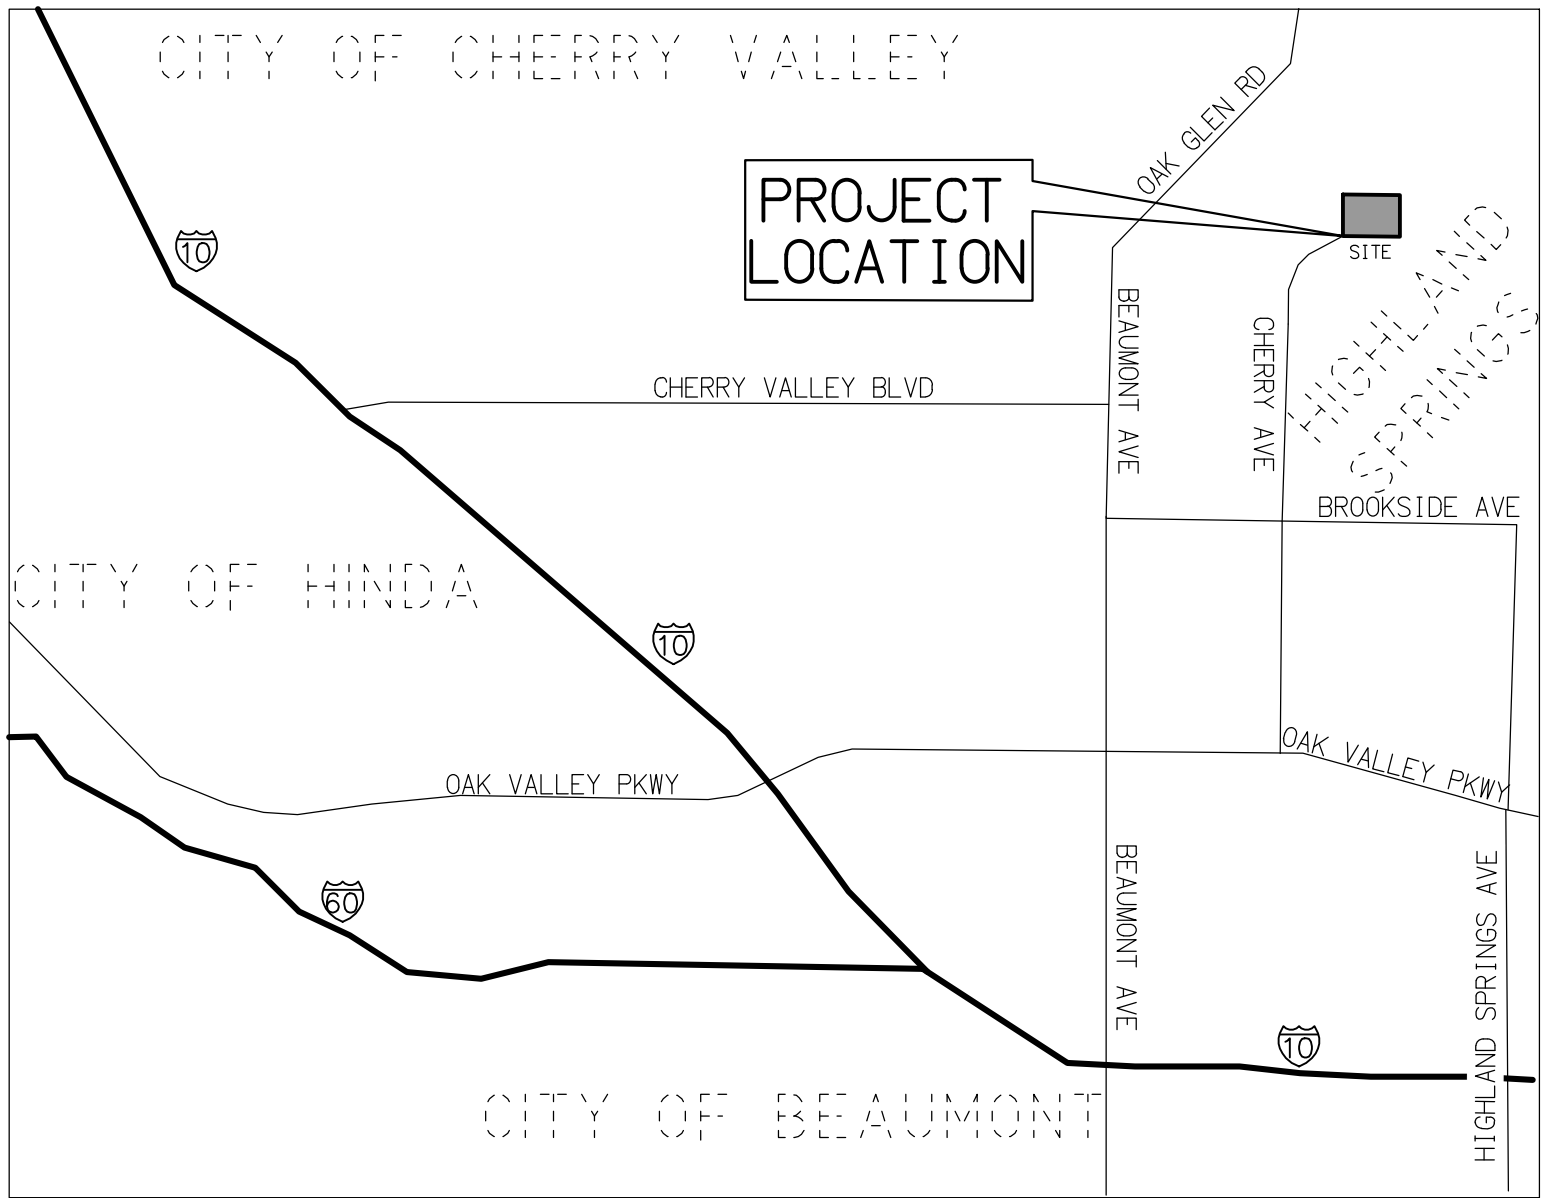 CITY OF CHERRY VALLEY
OAK GLEN RD
PROJECT
LOCATION
10
SITE
HIGHLAND
SPRINGS
BEAUMONT AVE
CHERRY AVE
CHERRY VALLEY BLVD
BROOKSIDE AVE
CITY OF HINDA
10
OAK VALLEY PKWY
OAK VALLEY PKWY
60
BEAUMONT AVE
HIGHLAND SPRINGS AVE
10
CITY OF BEAUMONT